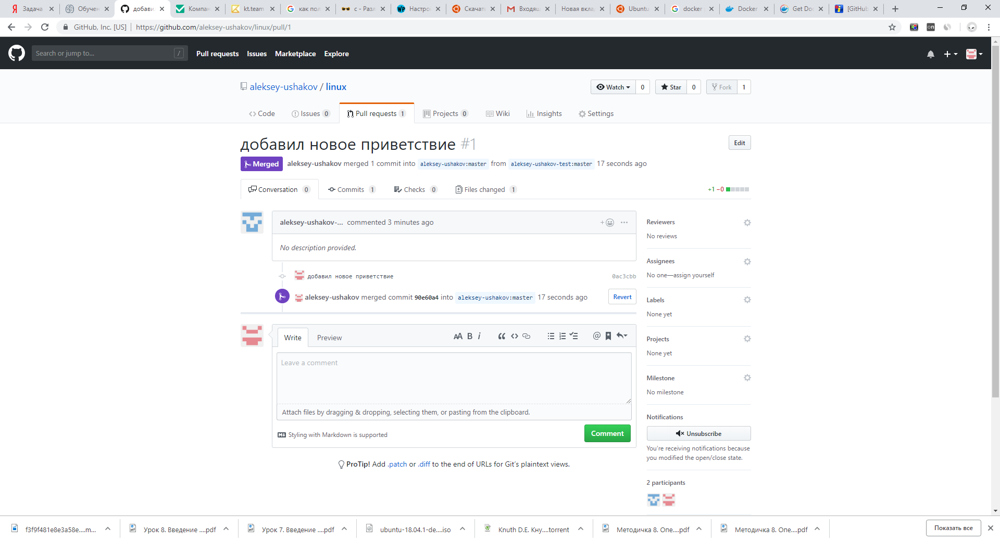 Задача
Обучен
добави
Компан
kt.team
как пол
с - Разл
Настро
Скачать
Входящ
Новая вкла
Ubuntu
docker
Docker
Get Doc
[GitHub
GitHub, Inc. [US] https://github.com/aleksey-ushakov/linux/pull/1
on
Search or jump to... / Pull requests Issues Marketplace Explore
aleksey-ushakov / linux
Watch 0 Star 0 Fork 1
Code Issues 0 Pull requests 1 Projects 0 Wiki Insights Settings
добавил новое приветствие #1
Edit
Merged aleksey-ushakov merged 1 commit into aleksey-ushakov:master from aleksey-ushakov-test:master 17 seconds ago
Conversation 0 Commits 1 Checks 0 Files changed 1 +1 −0
aleksey-ushakov-... commented 3 minutes ago
No description provided.
добавил новое приветствие 0ac3cbb
aleksey-ushakov merged commit 90e60a4 into aleksey-ushakov:master 17 seconds ago Revert
Write Preview AA B i
Leave a comment
Attach files by dragging & dropping, selecting them, or pasting from the clipboard.
Styling with Markdown is supported
Comment
ProTip! Add .patch or .diff to the end of URLs for Git's plaintext views.
Reviewers
No reviews
Assignees
No one—assign yourself
Labels
None yet
Projects
None yet
Milestone
No milestone
Notifications
Unsubscribe
You're receiving notifications because
you modified the open/close state.
2 participants
f3f9f481e8e3a58e....m...
Урок 8. Введение ....pdf
Урок 7. Введение ....pdf
ubuntu-18.04.1-de....iso
Knuth D.E. Кну....torrent
Методичка 8. Опе....pdf
Методичка 8. Опе....pdf
Показать все